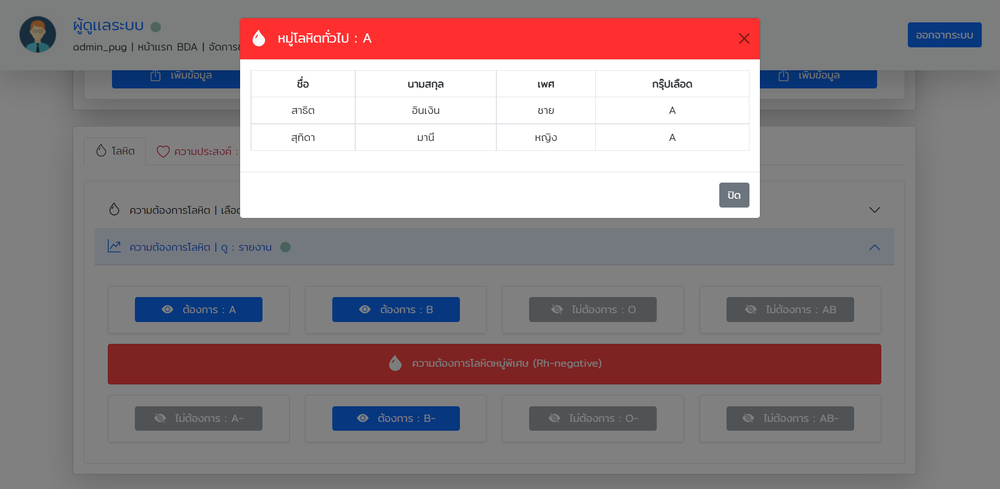 ผู้ดูแลระบบ
admin_pug | หน้าแรก BDA | จัดการข
ออกจากระบบ
หมู่โลหิตทั่วไป : A
เพิ่มข้อมูล
เพิ่มข้อมูล
ชื่อ นามสกุล เพศ กรุ๊ปเลือด
สาธิต อินเงิน ชาย A
สุทิดา มานี หญิง A
ปิด
โลหิต ความประสงค์ :
ความต้องการโลหิต | เลือด
ความต้องการโลหิต | ดู : รายงาน
ต้องการ : A ต้องการ : B ไม่ต้องการ : O ไม่ต้องการ : AB
ความต้องการโลหิตหมู่พิเศษ (Rh-negative)
ไม่ต้องการ : A- ต้องการ : B- ไม่ต้องการ : O- ไม่ต้องการ : AB-